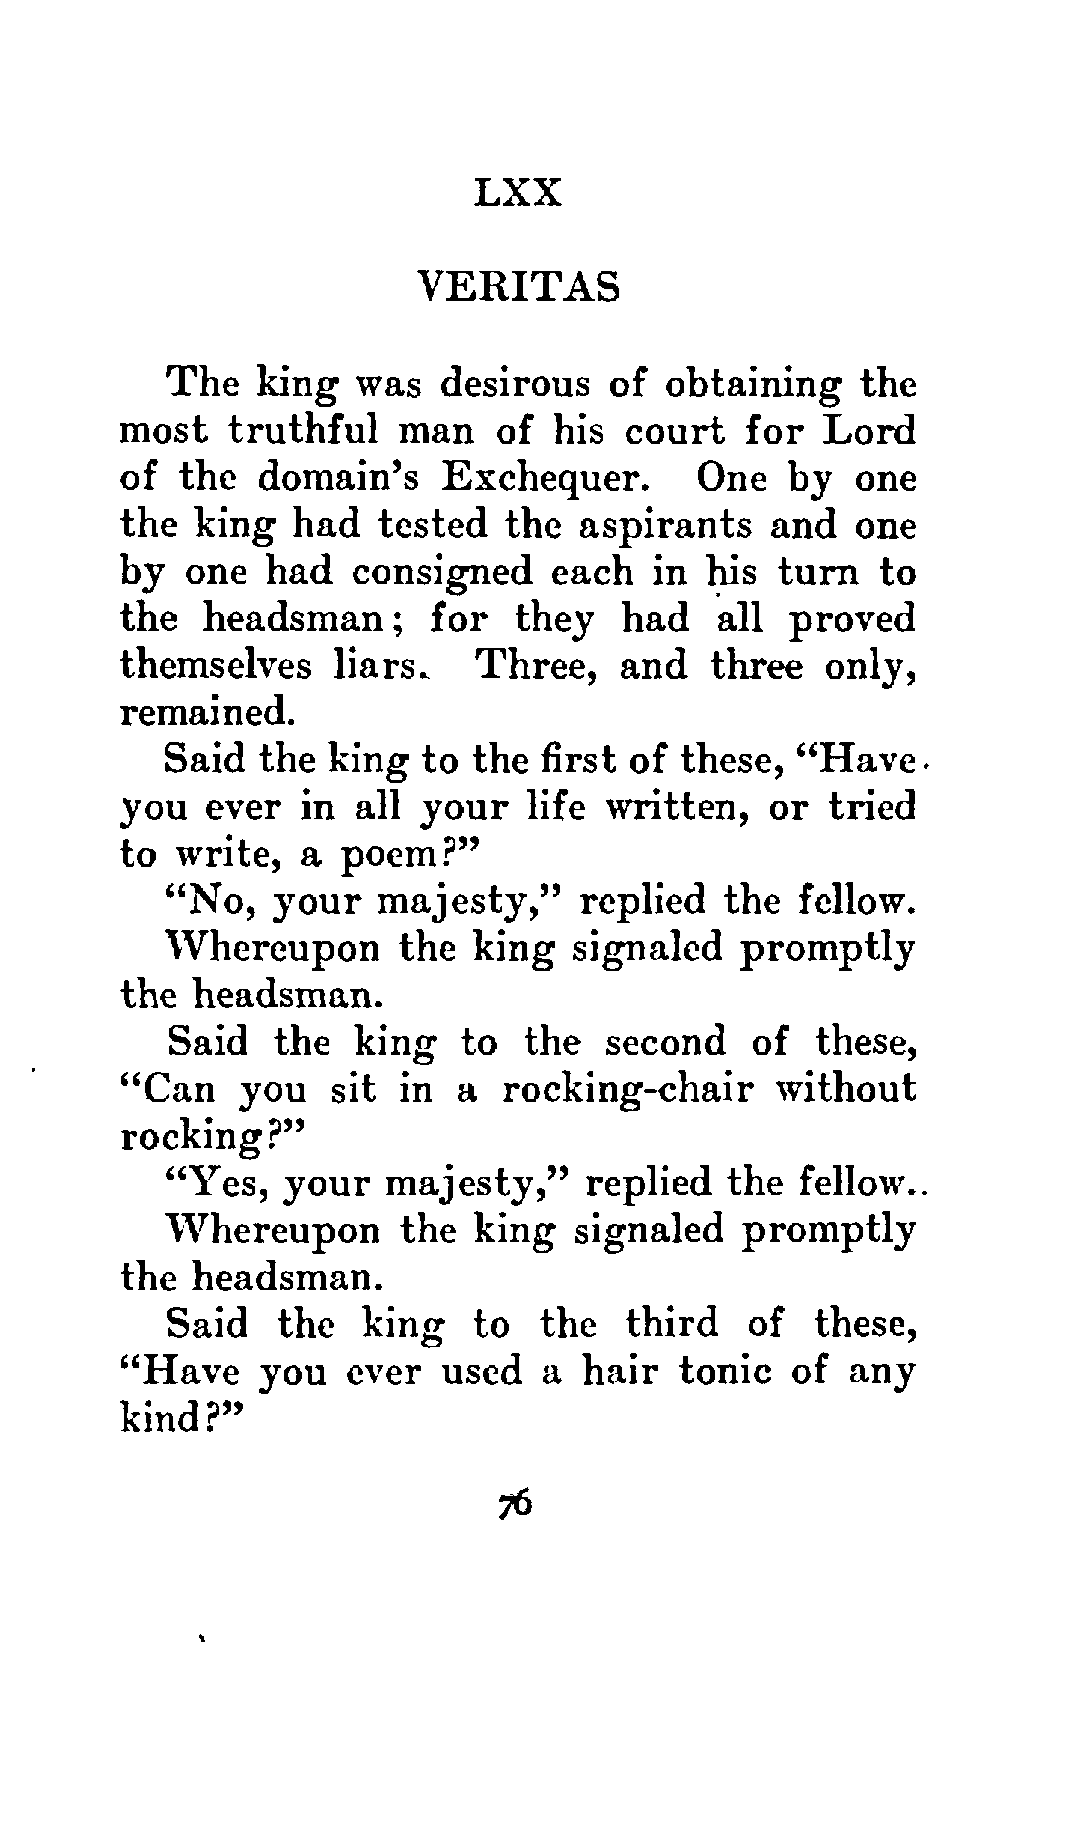 LXX
VERITAS
The king was desirous of obtaining the
most truthful man of his court for Lord
of the domain's Exchequer. One by one
the king had tested the aspirants and one
by one had consigned each in his turn to
the headsman; for they had all proved
themselves liars. Three, and three only,
remained.
Said the king to the first of these, "Have
you ever in all your life written, or tried
to write, a poem?"
"No, your majesty," replied the fellow.
Whereupon the king signaled promptly
the headsman.
Said the king to the second of these,
"Can you sit in a rocking-chair without
rocking?"
"Yes, your majesty," replied the fellow..
Whereupon the king signaled promptly
the headsman.
Said the king to the third of these,
"Have you ever used a hair tonic of any
kind?"
76